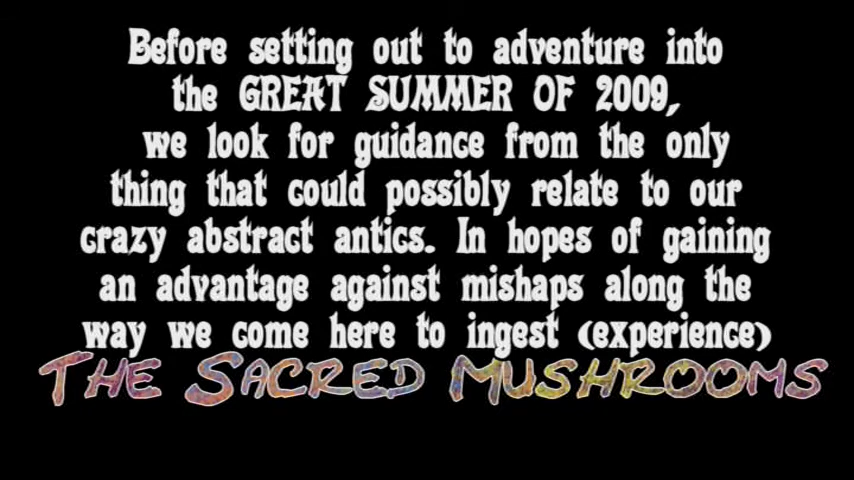 Before setting out to adventure into
the GREAT SUMMER OF 2009,
we look for guidance from the only
thing that could possibly relate to our
crazy abstract antics. In hopes of gaining
an advantage against mishaps along the
way we come here to ingest (experience)
THE SACRED MUSHROOMS